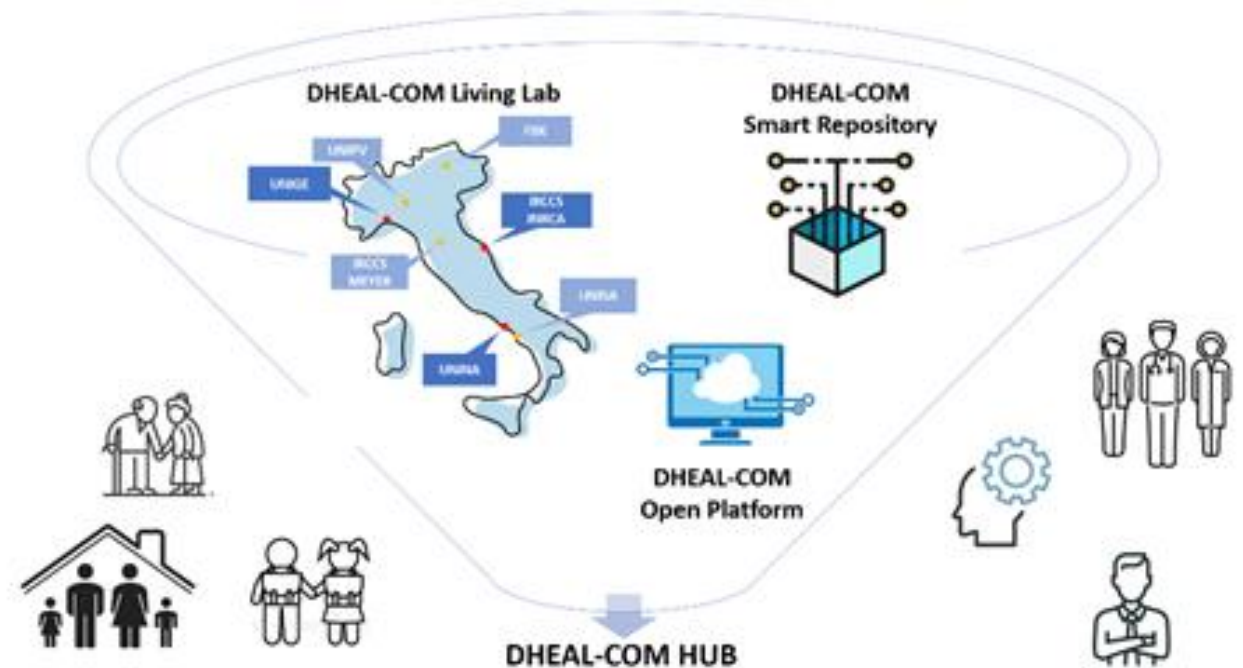 DHEAL-COM Living Lab
DHEAL-COM
Smart Repository
FBK
UNIPV
UNIGE
IRCCS
INRCA
IRCCS
MEYER
UNINA
UNINA
DHEAL-COM
Open Platform
DHEAL-COM HUB